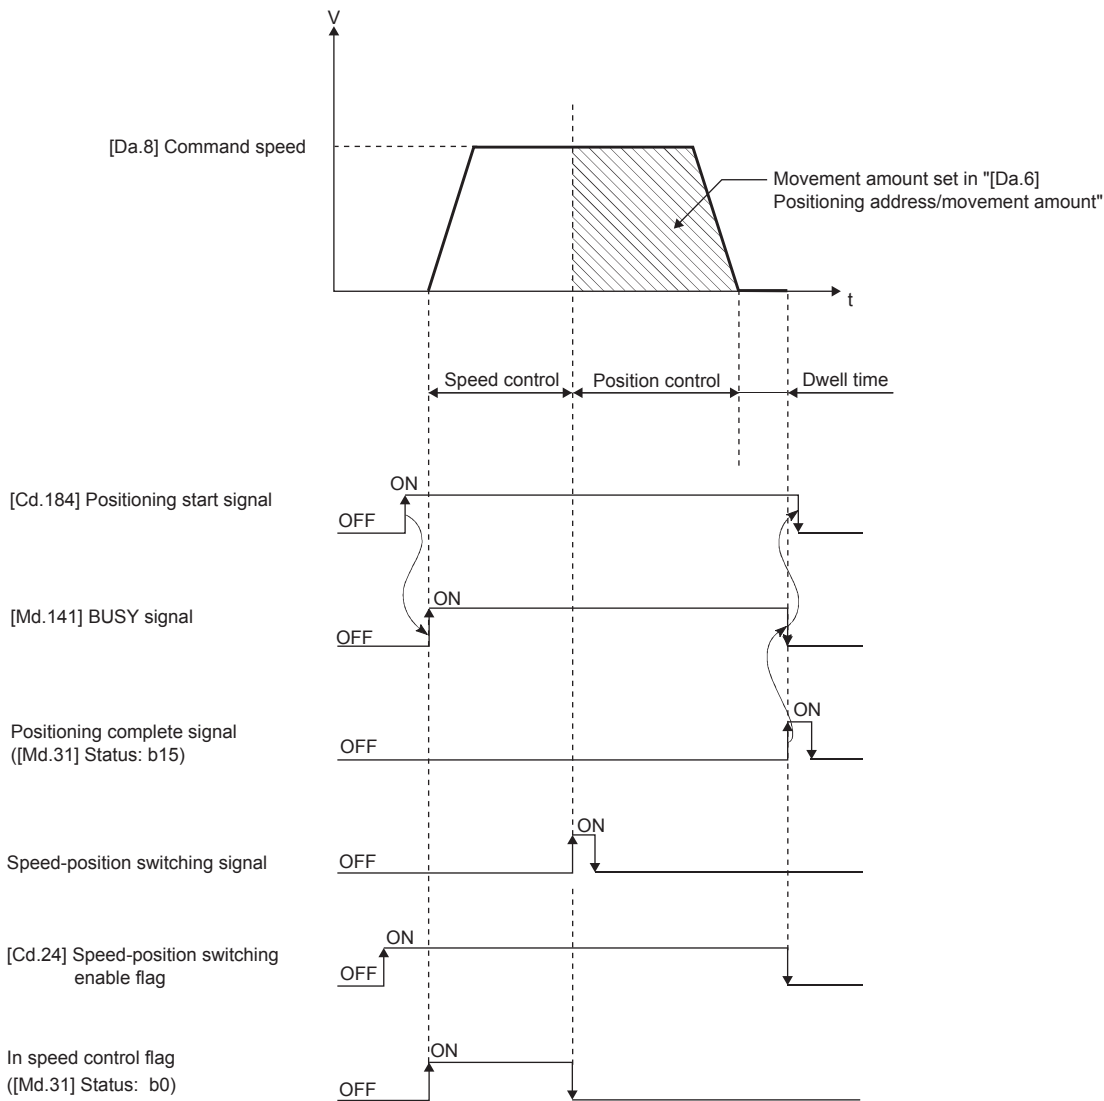 V
[Da.8] Command speed
Movement amount set in "[Da.6]
Positioning address/movement amount"
t
Speed control
Position control
Dwell time
[Cd.184] Positioning start signal
ON
OFF
[Md.141] BUSY signal
ON
OFF
Positioning complete signal
([Md.31] Status: b15)
ON
OFF
Speed-position switching signal
ON
OFF
[Cd.24] Speed-position switching
enable flag
ON
OFF
In speed control flag
([Md.31] Status: b0)
ON
OFF